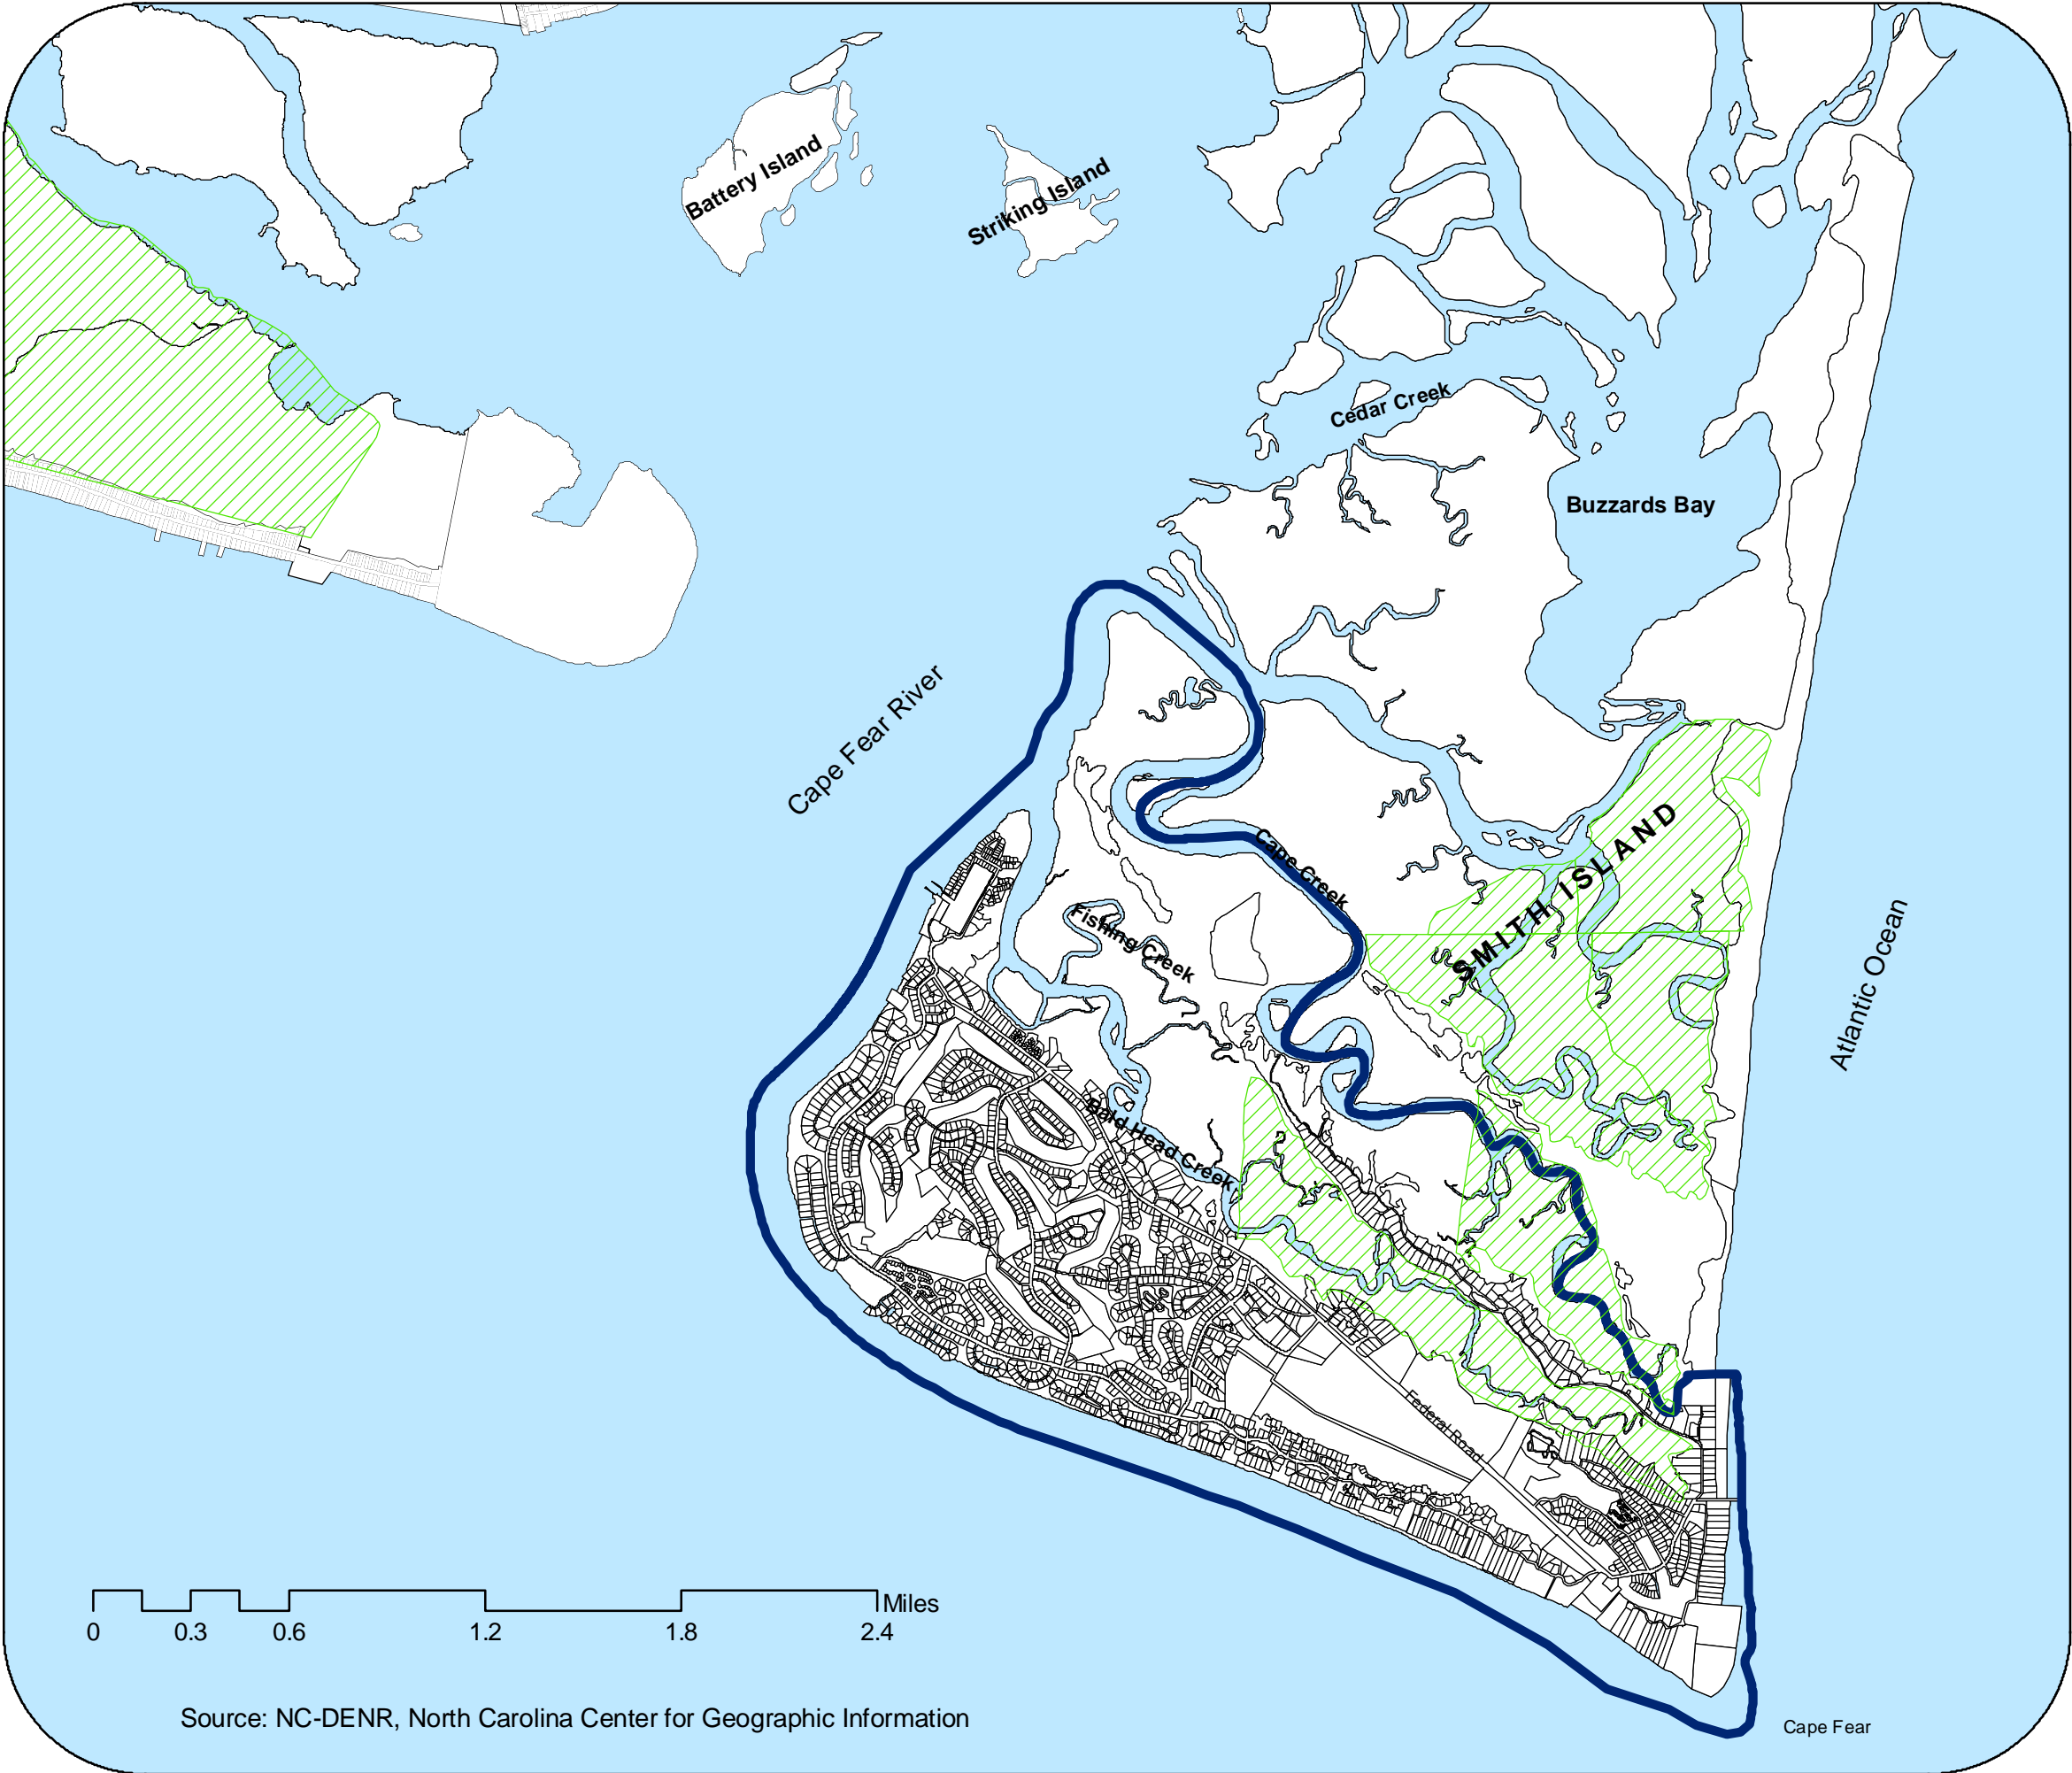 Battery Island
Striking Island
Cedar Creek
Buzzards Bay
Cape Fear River
SMITH ISLAND
Cape Creek
Fishing Creek
Atlantic Ocean
Bald Head Creek
Federal Road
Miles
0 0.3 0.6 1.2 1.8 2.4
Source: NC-DENR, North Carolina Center for Geographic Information
Cape Fear